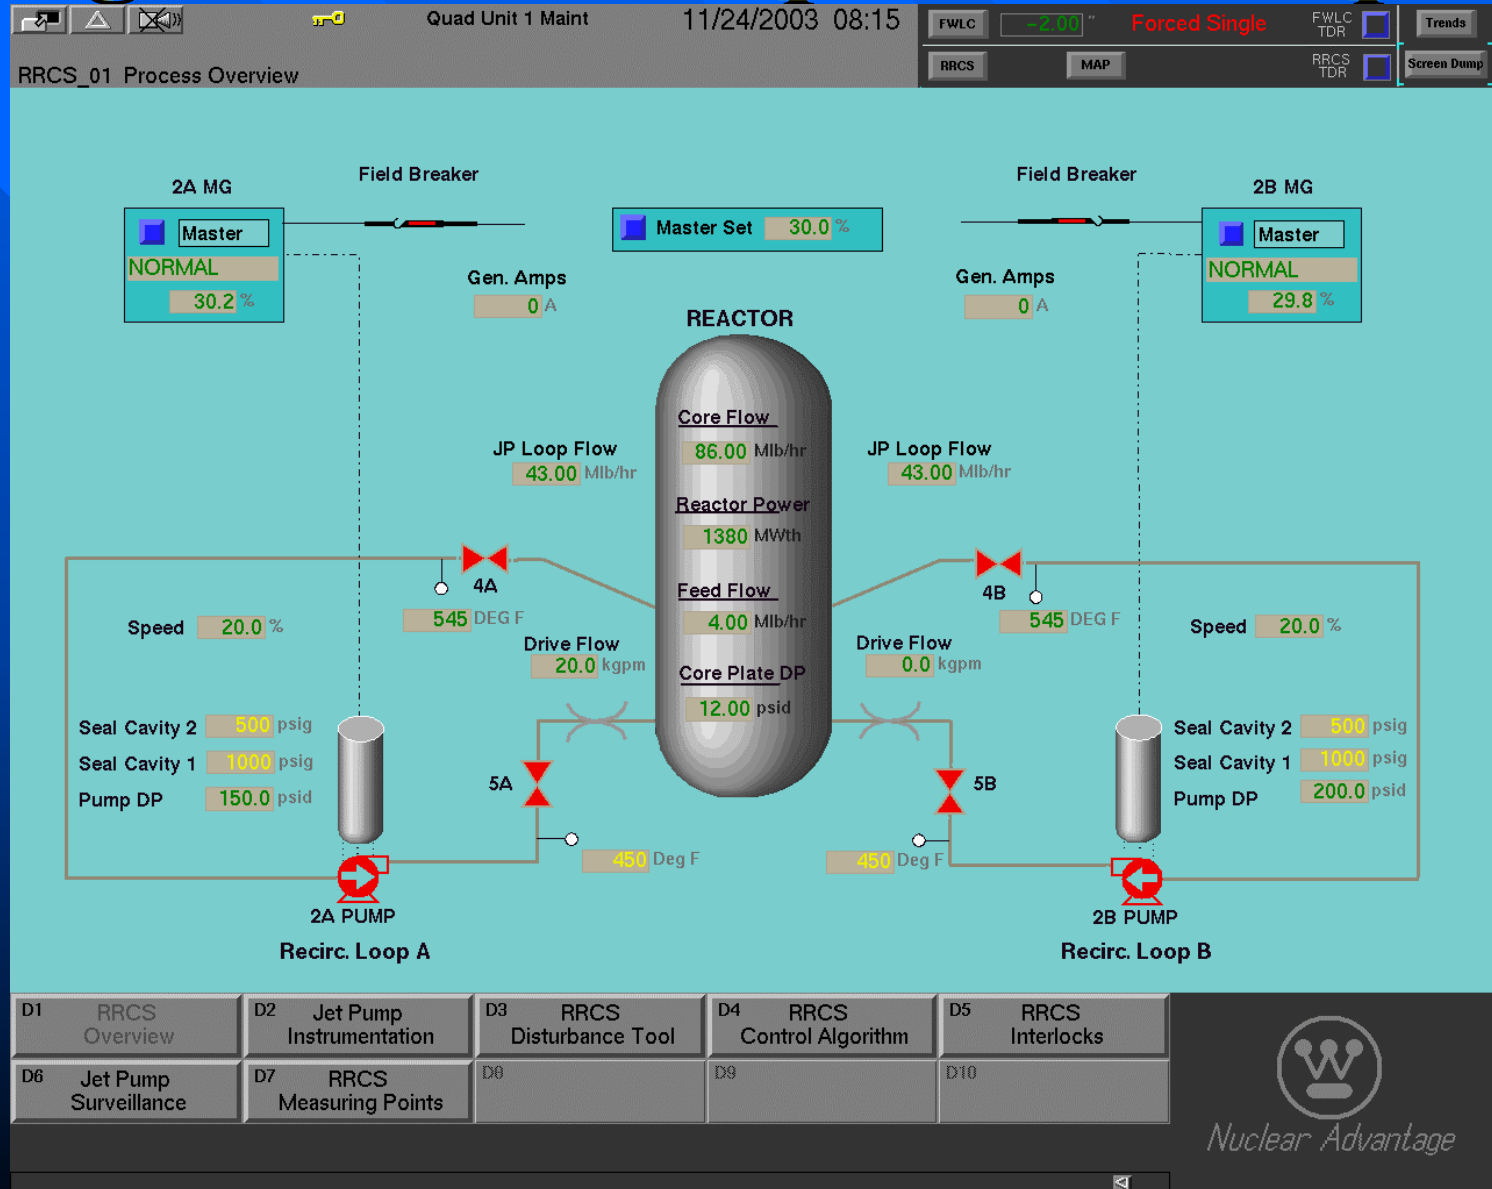 Quad Unit 1 Maint
11/24/2003 08:15
FWLC
-2.00 "
Forced Single
FWLC
TDR
Trends
RRCS_01 Process Overview
RRCS
MAP
RRCS
TDR
Screen Dump
2A MG
Field Breaker
Field Breaker
2B MG
Master
NORMAL
30.2 %
Master Set 30.0 %
Master
NORMAL
29.8 %
Gen. Amps
0 A
Gen. Amps
0 A
REACTOR
Core Flow
86.00 Mlb/hr
JP Loop Flow
43.00 Mlb/hr
JP Loop Flow
43.00 Mlb/hr
Reactor Power
1380 MWth
4A
4B
Feed Flow
4.00 Mlb/hr
545 DEG F
545 DEG F
Speed 20.0 %
Speed 20.0 %
Drive Flow
20.0 kgpm
Drive Flow
0.0 kgpm
Core Plate DP
12.00 psid
Seal Cavity 2 500 psig
Seal Cavity 1 1000 psig
Pump DP 150.0 psid
5A
5B
Seal Cavity 2 500 psig
Seal Cavity 1 1000 psig
Pump DP 200.0 psid
450 Deg F
450 Deg F
2A PUMP
2B PUMP
Recirc. Loop A
Recirc. Loop B
D1 RRCS
Overview
D2 Jet Pump
Instrumentation
D3 RRCS
Disturbance Tool
D4 RRCS
Control Algorithm
D5 RRCS
Interlocks
D6 Jet Pump
Surveillance
D7 RRCS
Measuring Points
D8
D9
D10
Nuclear Advantage